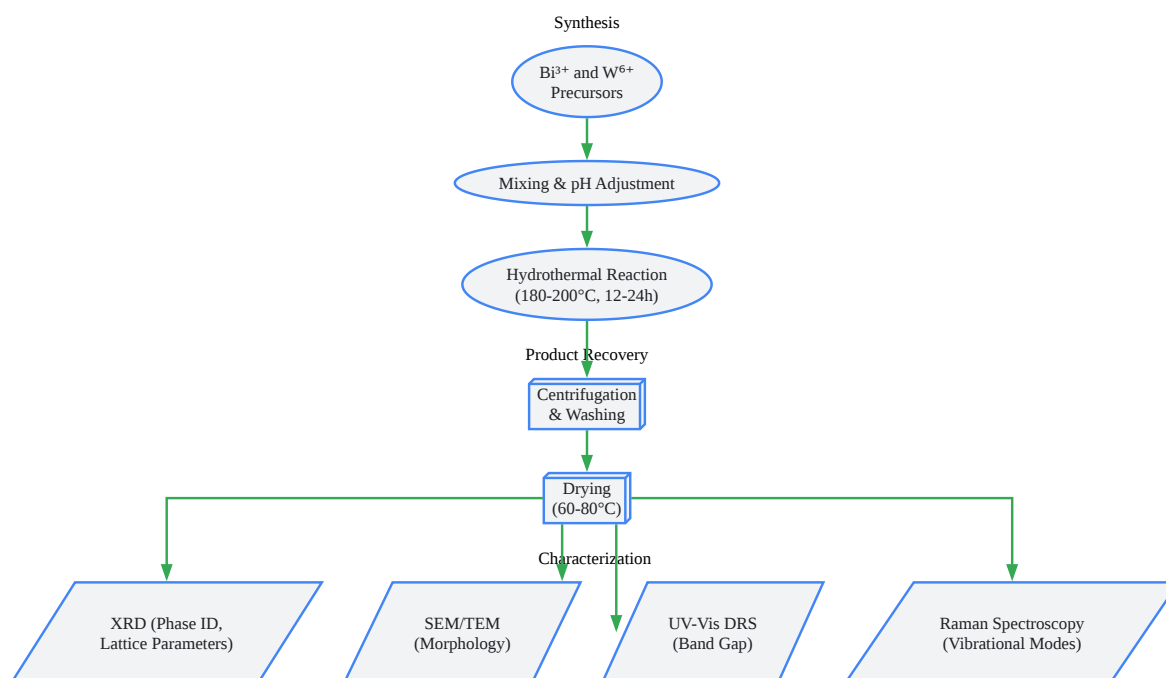 Synthesis
Bi³⁺ and W⁶⁺
Precursors
Mixing & pH Adjustment
Hydrothermal Reaction
(180-200°C, 12-24h)
Product Recovery
Centrifugation
& Washing
Drying
(60-80°C)
Characterization
XRD (Phase ID,
Lattice Parameters)
SEM/TEM
(Morphology)
UV-Vis DRS
(Band Gap)
Raman Spectroscopy
(Vibrational Modes)